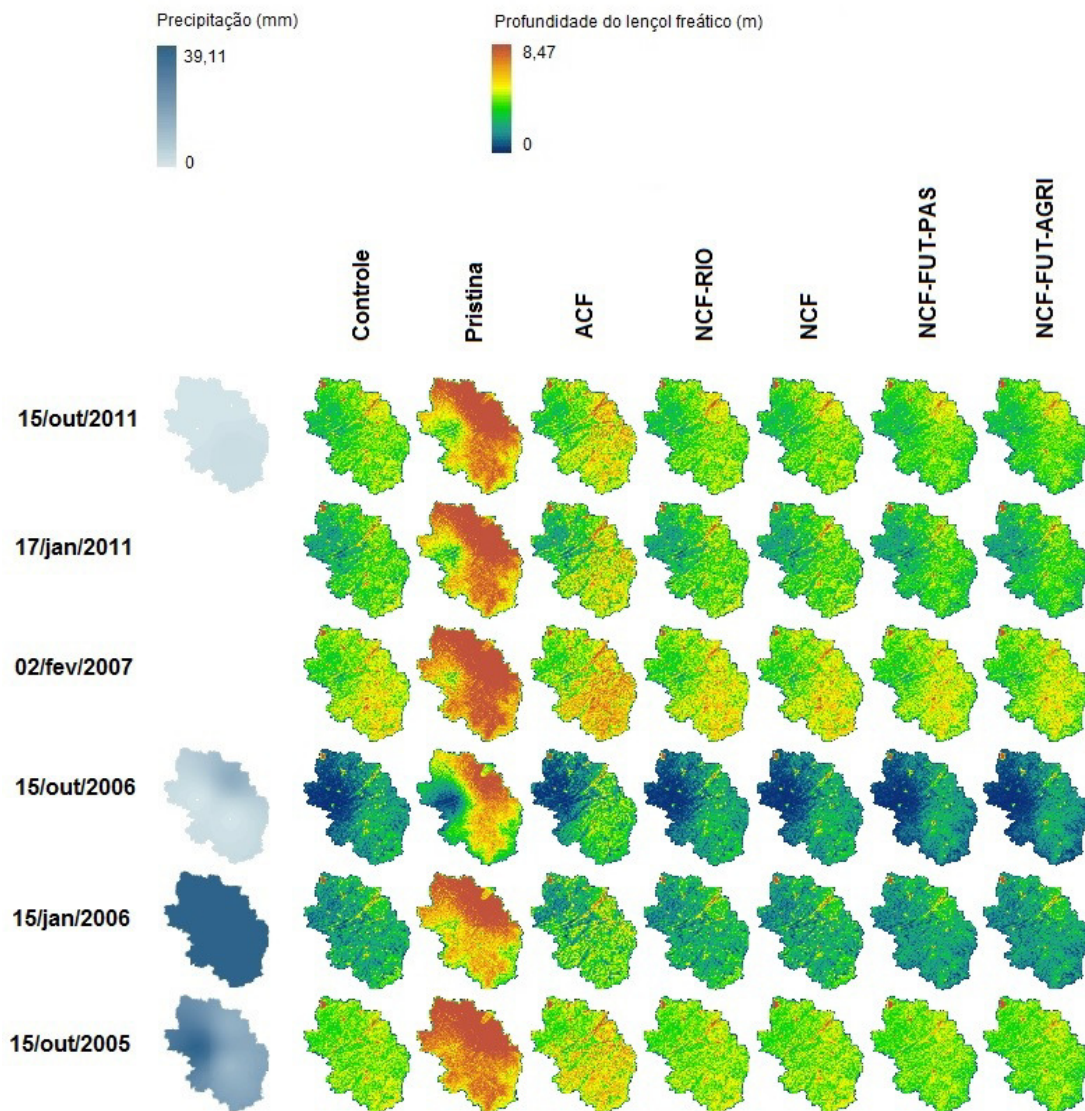 Precipitação (mm)
39,11
0
Profundidade do lençol freático (m)
8,47
0
Controle
Pristina
ACF
NCF-RIO
NCF
NCF-FUT-PAS
NCF-FUT-AGRI
15/out/2011
17/jan/2011
02/fev/2007
15/out/2006
15/jan/2006
15/out/2005